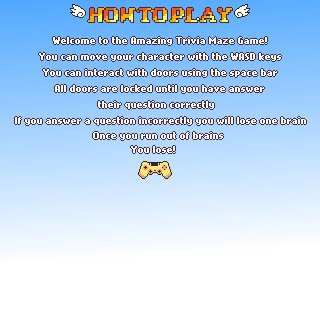 HOWTOPLAY
Welcome to the Amazing Trivia Maze Game!
You can move your character with the WASD keys
You can interact with doors using the space bar
All doors are locked until you have answer
their question correctly
If you answer a question incorrectly you will lose one brain
Once you run out of brains
You lose!